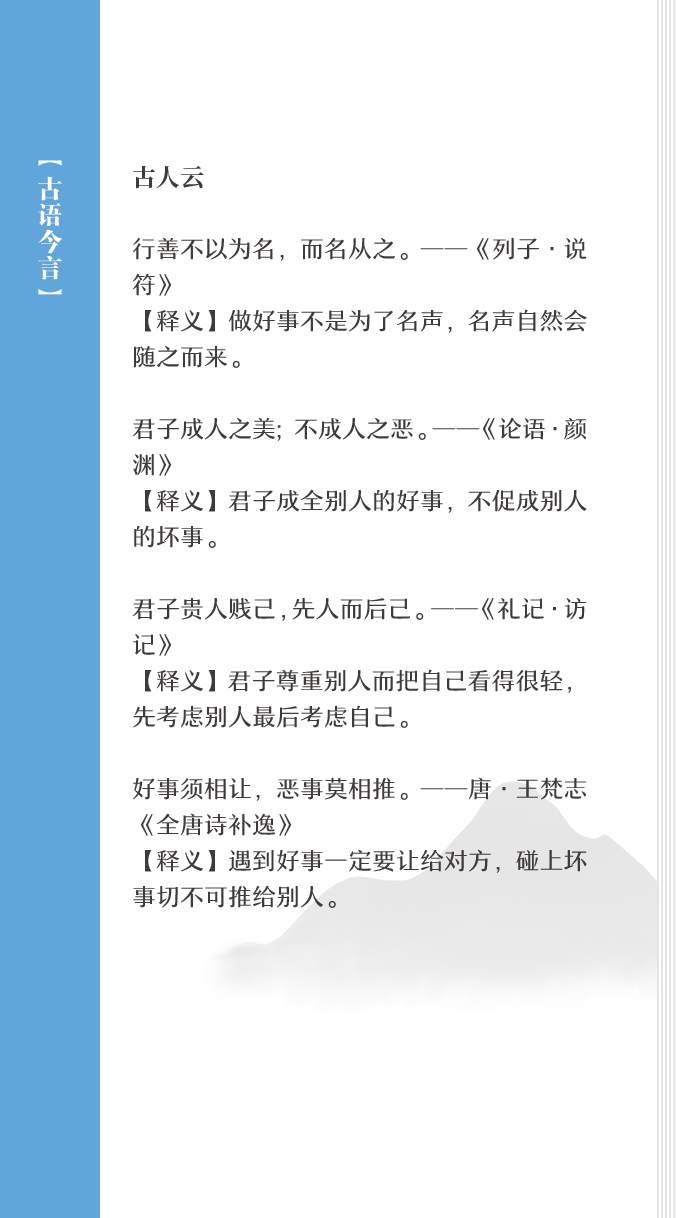 【古语今言】
古人云
行善不以为名，而名从之。——《列子·说
符》
【释义】做好事不是为了名声，名声自然会
随之而来。
君子成人之美；不成人之恶。——《论语·颜
渊》
【释义】君子成全别人的好事，不促成别人
的坏事。
君子贵人贱己，先人而后己。——《礼记·访
记》
【释义】君子尊重别人而把自己看得很轻，
先考虑别人最后考虑自己。
好事须相让，恶事莫相推。——唐·王梵志
《全唐诗补逸》
【释义】遇到好事一定要让给对方，碰上坏
事切不可推给别人。